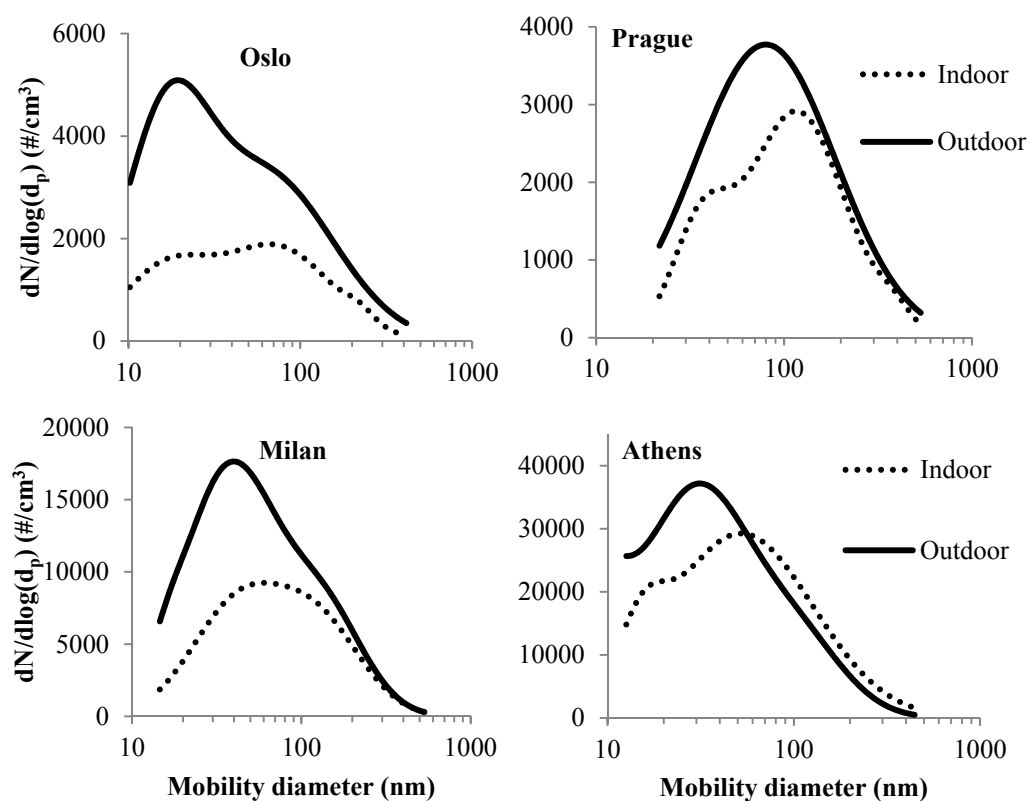 Oslo
dN/dlog(dp) (#/cm³)
6000
4000
2000
0
10
100
1000
Prague
4000
3000
2000
1000
0
10
100
1000
Indoor
Outdoor
Milan
dN/dlog(dp) (#/cm³)
20000
15000
10000
5000
0
10
100
1000
Mobility diameter (nm)
Athens
40000
30000
20000
10000
0
10
100
1000
Mobility diameter (nm)
Indoor
Outdoor